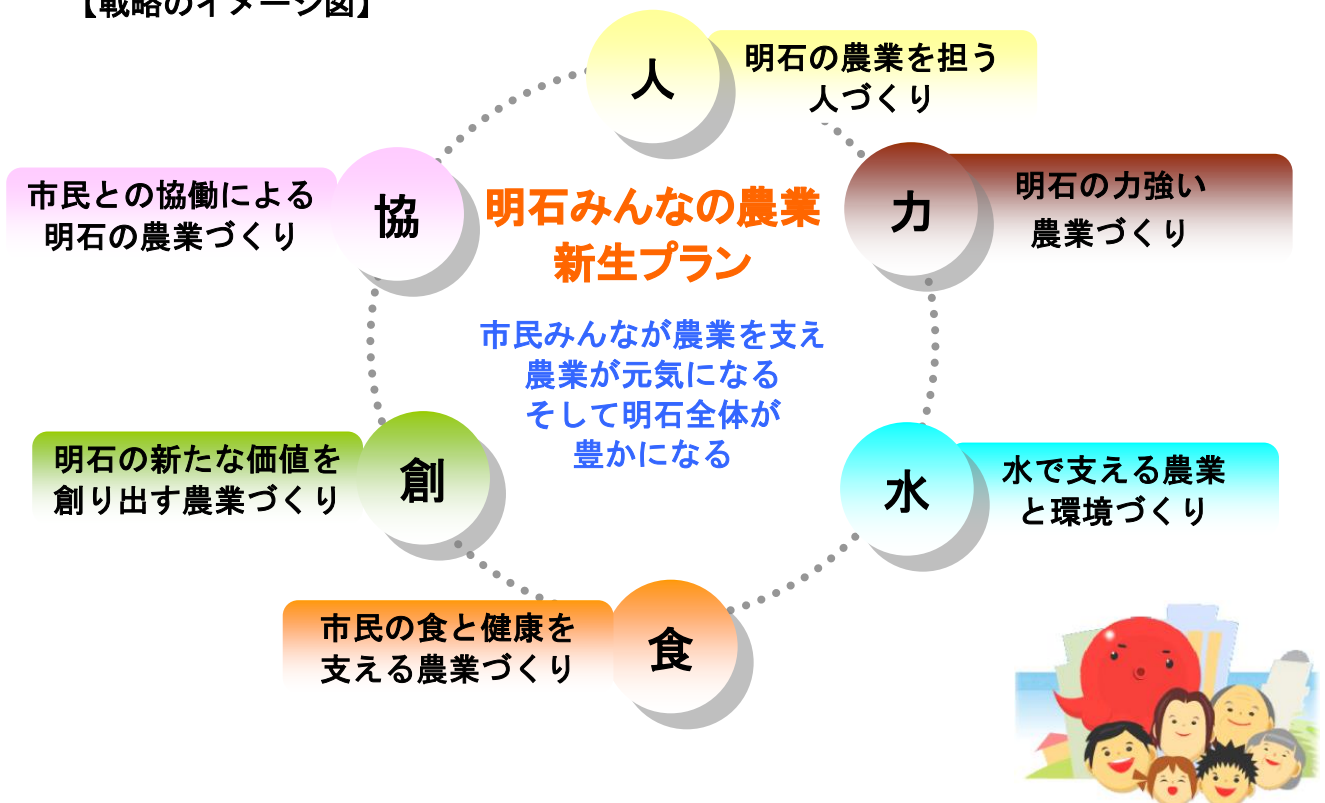 【戦略のイメージ図】
人
明石の農業を担う
人づくり
力
明石の力強い
農業づくり
水
水で支える農業
と環境づくり
食
市民の食と健康を
支える農業づくり
創
明石の新たな価値を
創り出す農業づくり
協
市民との協働による
明石の農業づくり
明石みんなの農業
新生プラン
市民みんなが農業を支え
農業が元気になる
そして明石全体が
豊かになる